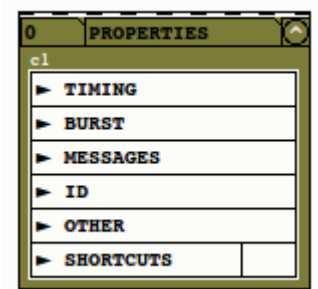 0 PROPERTIES
c1
TIMING
BURST
MESSAGES
ID
OTHER
SHORTCUTS